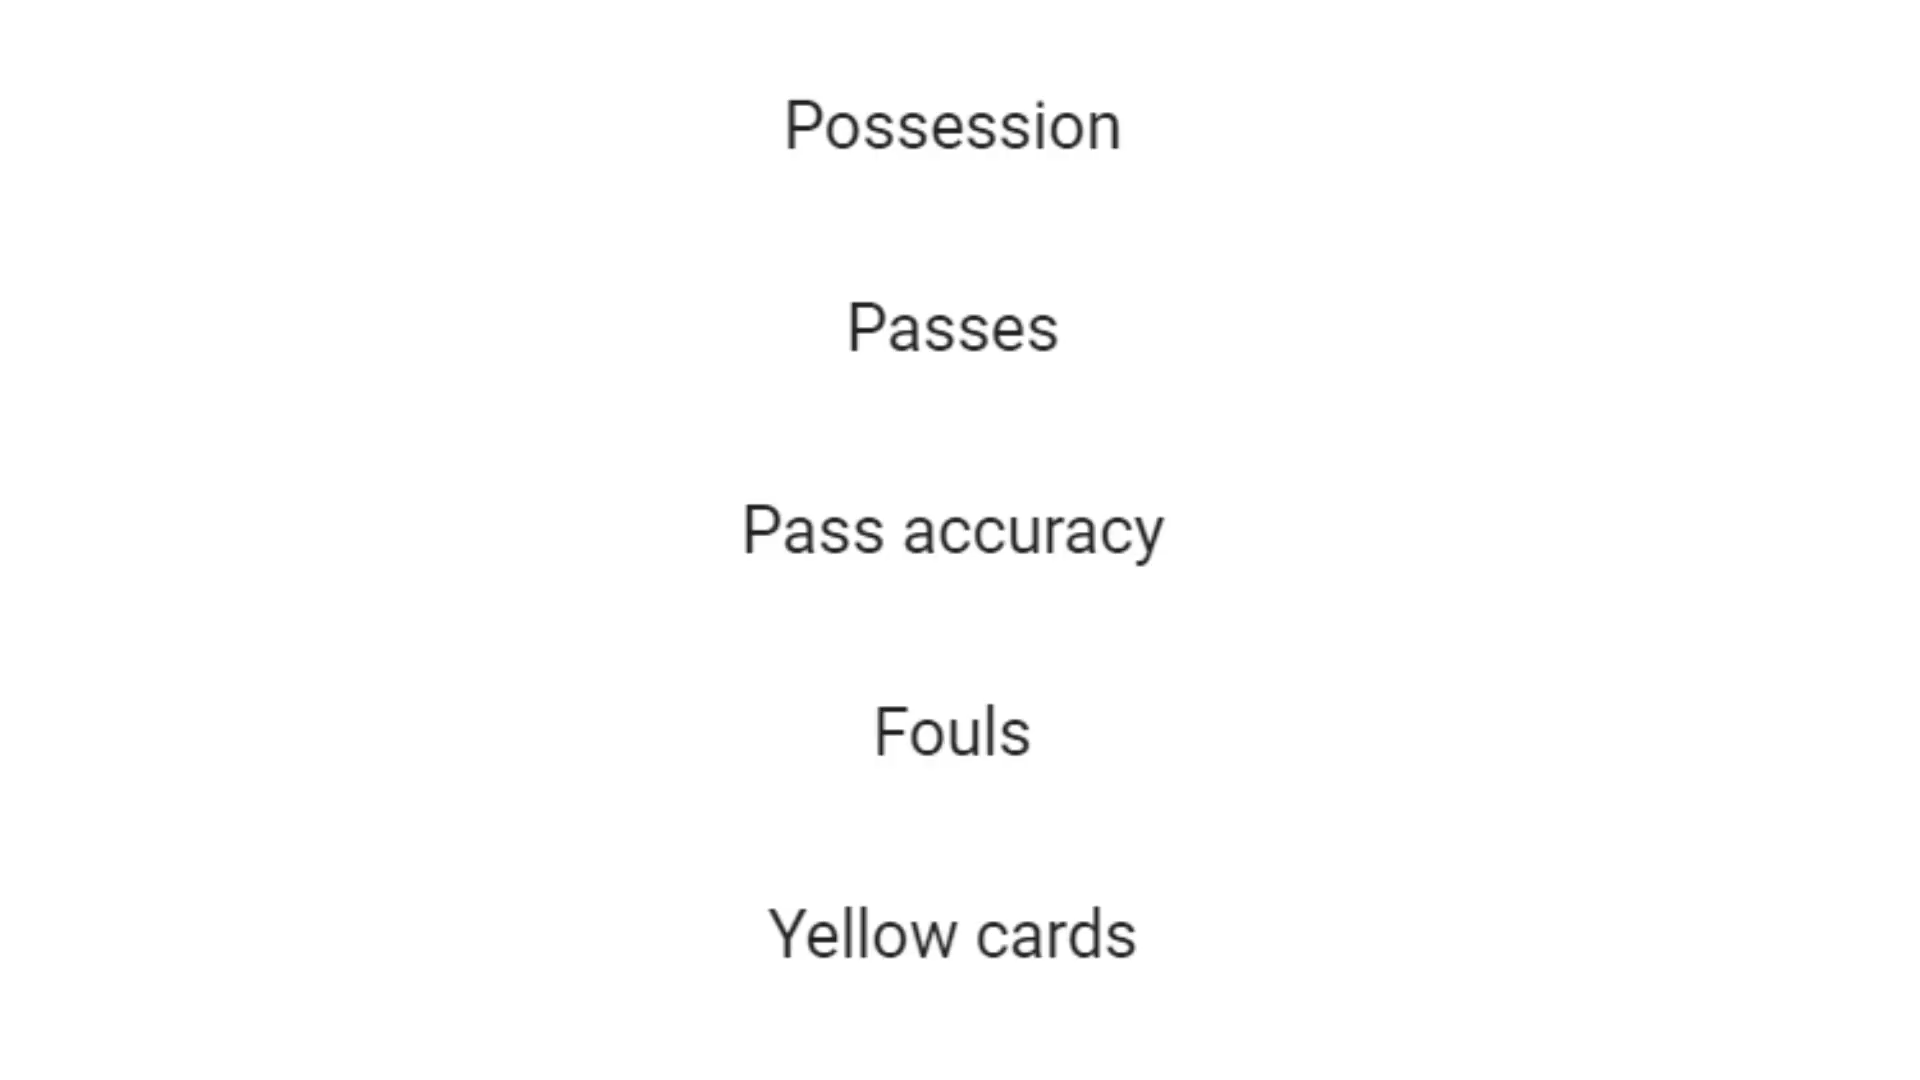 Possession
Passes
Pass accuracy
Fouls
Yellow cards